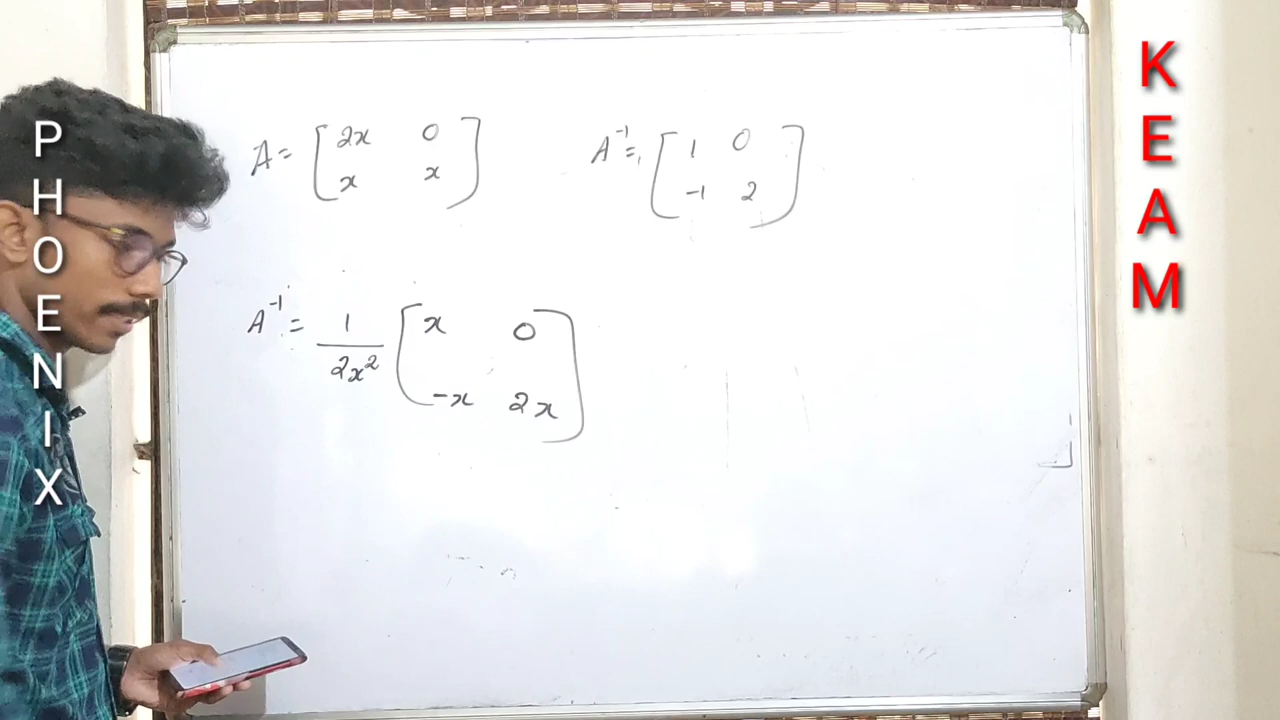 PHOENIX
KEAM
A = [ 2x 0
x x ]
A⁻¹ = [ 1 0
-1 2 ]
A⁻¹ = 1/2x² [ x 0
-x 2x ]